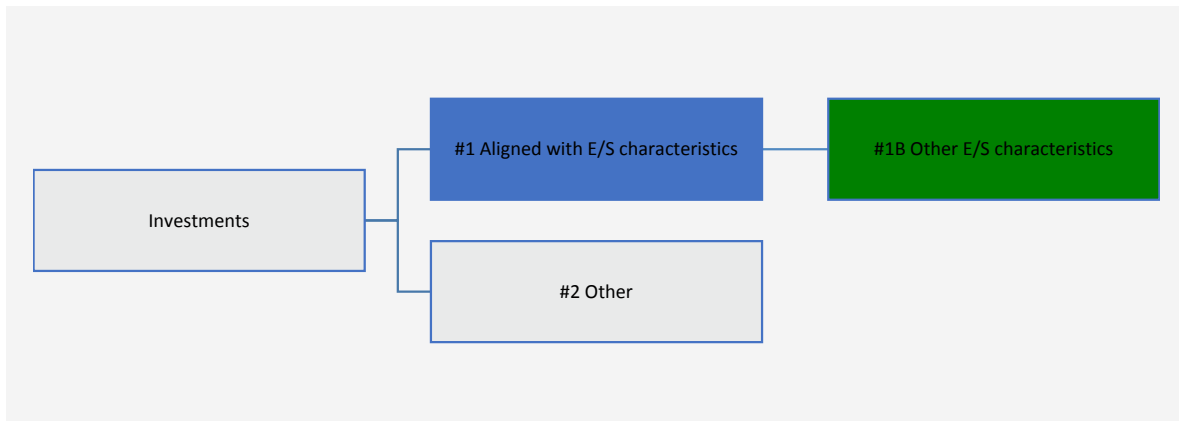 Investments
#1 Aligned with E/S characteristics
#1B Other E/S characteristics
#2 Other